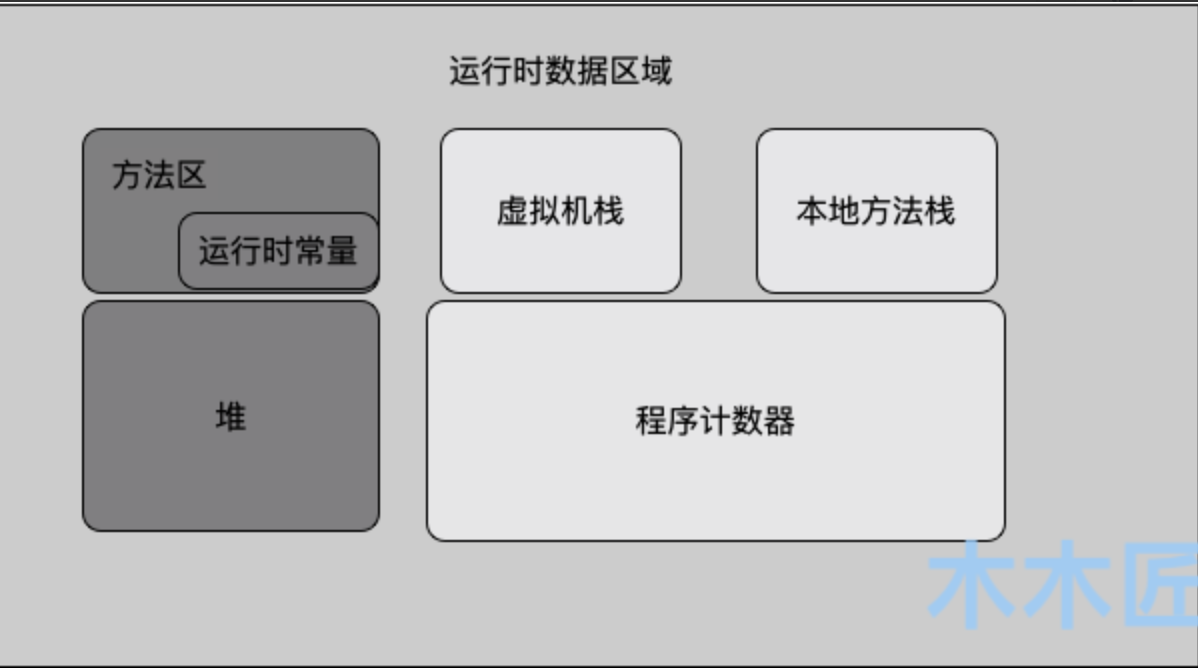 运行时数据区域
方法区
运行时常量
虚拟机栈
本地方法栈
堆
程序计数器
木木匠